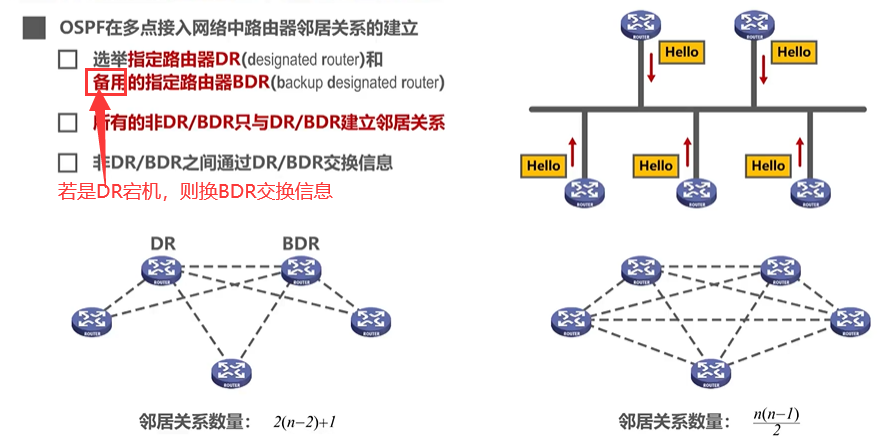 OSPF在多点接入网络中路由器邻居关系的建立
选举指定路由器DR(designated router)和
备用的指定路由器BDR(backup designated router)
所有的非DR/BDR只与DR/BDR建立邻居关系
非DR/BDR之间通过DR/BDR交换信息
若是DR宕机，则换BDR交换信息
ROUTER
ROUTER
Hello
Hello
Hello
Hello
Hello
ROUTER
ROUTER
ROUTER
DR
BDR
ROUTER
ROUTER
ROUTER
ROUTER
ROUTER
邻居关系数量： 2(n−2)+1
ROUTER
ROUTER
ROUTER
ROUTER
ROUTER
邻居关系数量： n(n−1)
2